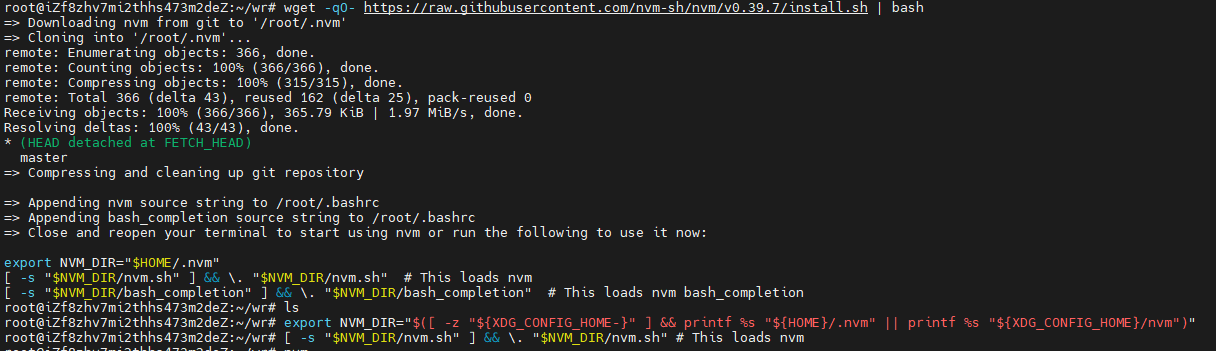 root@iZf8zhv7mi2thhs473m2deZ:~/wr# wget -qO- https://raw.githubusercontent.com/nvm-sh/nvm/v0.39.7/install.sh | bash
=> Downloading nvm from git to '/root/.nvm'
=> Cloning into '/root/.nvm'...
remote: Enumerating objects: 366, done.
remote: Counting objects: 100% (366/366), done.
remote: Compressing objects: 100% (315/315), done.
remote: Total 366 (delta 43), reused 162 (delta 25), pack-reused 0
Receiving objects: 100% (366/366), 365.79 KiB | 1.97 MiB/s, done.
Resolving deltas: 100% (43/43), done.
* (HEAD detached at FETCH_HEAD)
  master
=> Compressing and cleaning up git repository

=> Appending nvm source string to /root/.bashrc
=> Appending bash_completion source string to /root/.bashrc
=> Close and reopen your terminal to start using nvm or run the following to use it now:

export NVM_DIR="$HOME/.nvm"
[ -s "$NVM_DIR/nvm.sh" ] && \. "$NVM_DIR/nvm.sh"  # This loads nvm
[ -s "$NVM_DIR/bash_completion" ] && \. "$NVM_DIR/bash_completion"  # This loads nvm bash_completion
root@iZf8zhv7mi2thhs473m2deZ:~/wr# ls
root@iZf8zhv7mi2thhs473m2deZ:~/wr# export NVM_DIR="$([ -z "${XDG_CONFIG_HOME-}" ] && printf %s "${HOME}/.nvm" || printf %s "${XDG_CONFIG_HOME}/nvm")"
root@iZf8zhv7mi2thhs473m2deZ:~/wr# [ -s "$NVM_DIR/nvm.sh" ] && \. "$NVM_DIR/nvm.sh" # This loads nvm